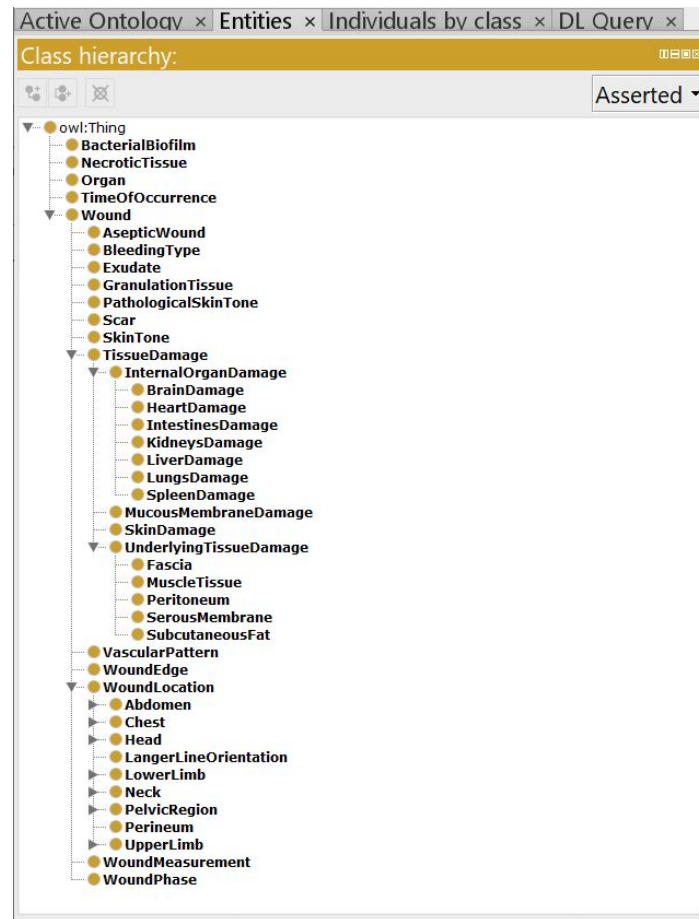 Active Ontology × Entities × Individuals by class × DL Query ×
Class hierarchy:
Asserted
owl:Thing
BacterialBiofilm
NecroticTissue
Organ
TimeOfOccurrence
Wound
AsepticWound
BleedingType
Exudate
GranulationTissue
PathologicalSkinTone
Scar
SkinTone
TissueDamage
InternalOrganDamage
BrainDamage
HeartDamage
IntestinesDamage
KidneysDamage
LiverDamage
LungsDamage
SpleenDamage
MucousMembraneDamage
SkinDamage
UnderlyingTissueDamage
Fascia
MuscleTissue
Peritoneum
SerousMembrane
SubcutaneousFat
VascularPattern
WoundEdge
WoundLocation
Abdomen
Chest
Head
LangerLineOrientation
LowerLimb
Neck
PelvicRegion
Perineum
UpperLimb
WoundMeasurement
WoundPhase